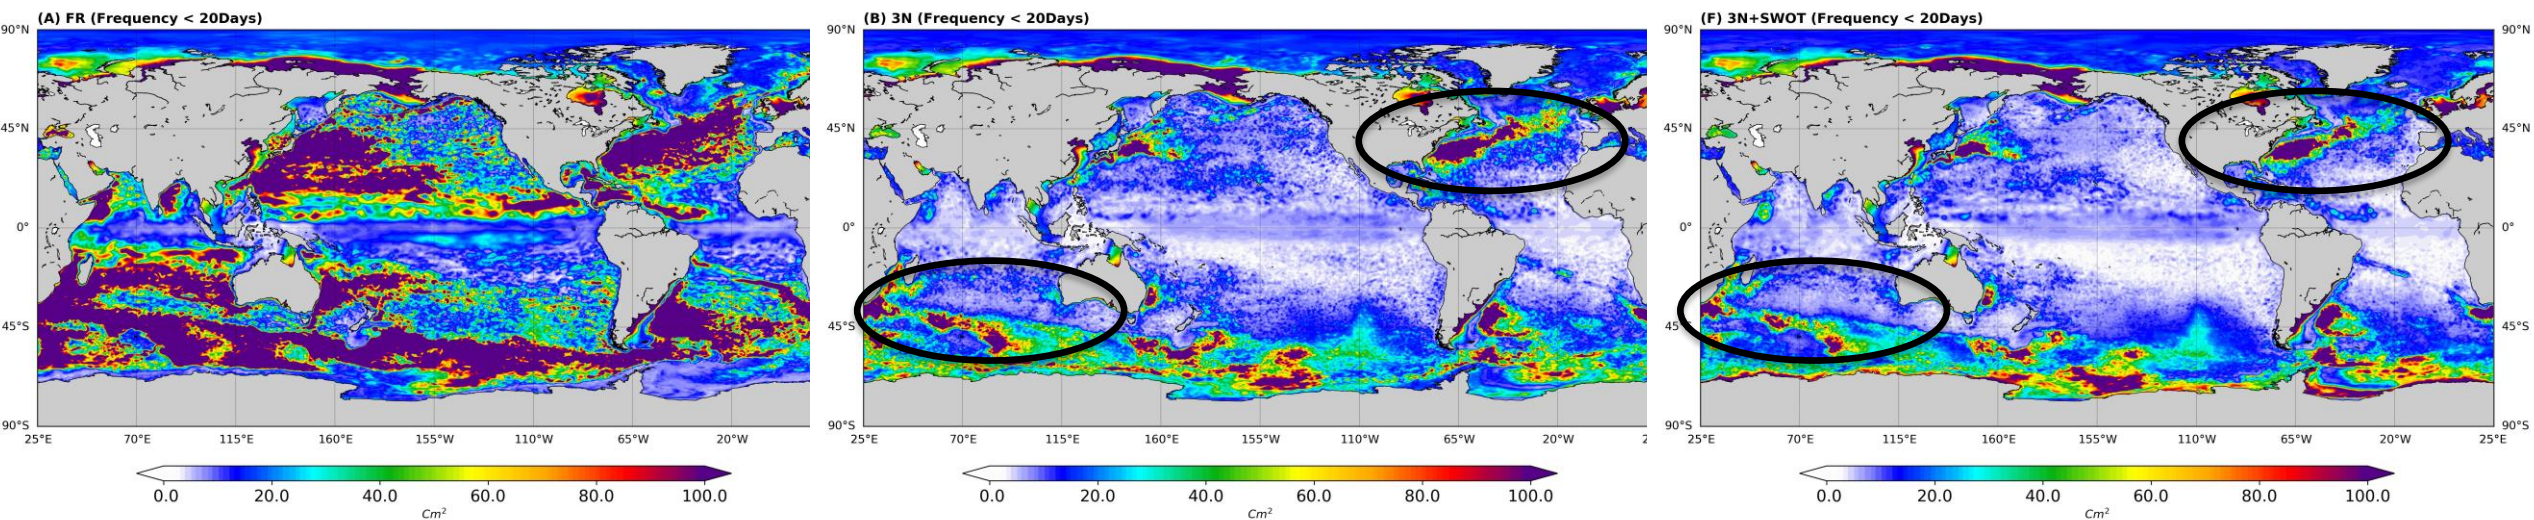 (A) FR (Frequency < 20Days)
(B) 3N (Frequency < 20Days)
(F) 3N+SWOT (Frequency < 20Days)
90°N
45°N
0°
45°S
90°S
25°E 70°E 115°E 160°E 155°W 110°W 65°W 20°W
0.0 20.0 40.0 60.0 80.0 100.0
Cm²
90°N
45°N
0°
45°S
90°S
25°E 70°E 115°E 160°E 155°W 110°W 65°W 20°W 2
0.0 20.0 40.0 60.0 80.0 100.0
Cm²
90°N 90°N
45°N 45°N
0° 0°
45°S 45°S
90°S 90°S
25°E 70°E 115°E 160°E 155°W 110°W 65°W 20°W 25°E
0.0 20.0 40.0 60.0 80.0 100.0
Cm²